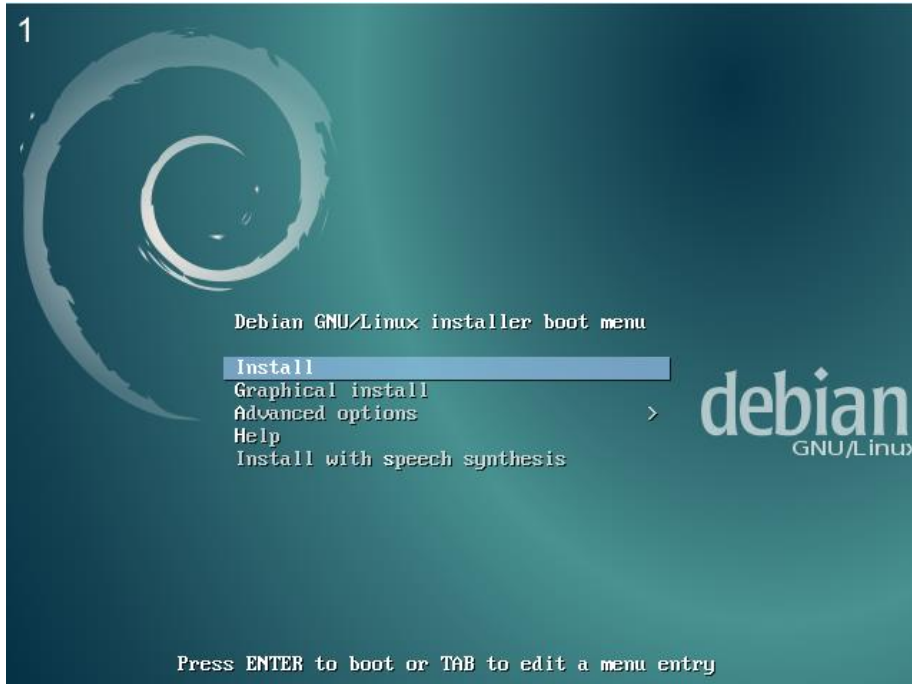 1
Debian GNU/Linux installer boot menu
Install
Graphical install
Advanced options >
Help
Install with speech synthesis
debian
GNU/Linux
Press ENTER to boot or TAB to edit a menu entry